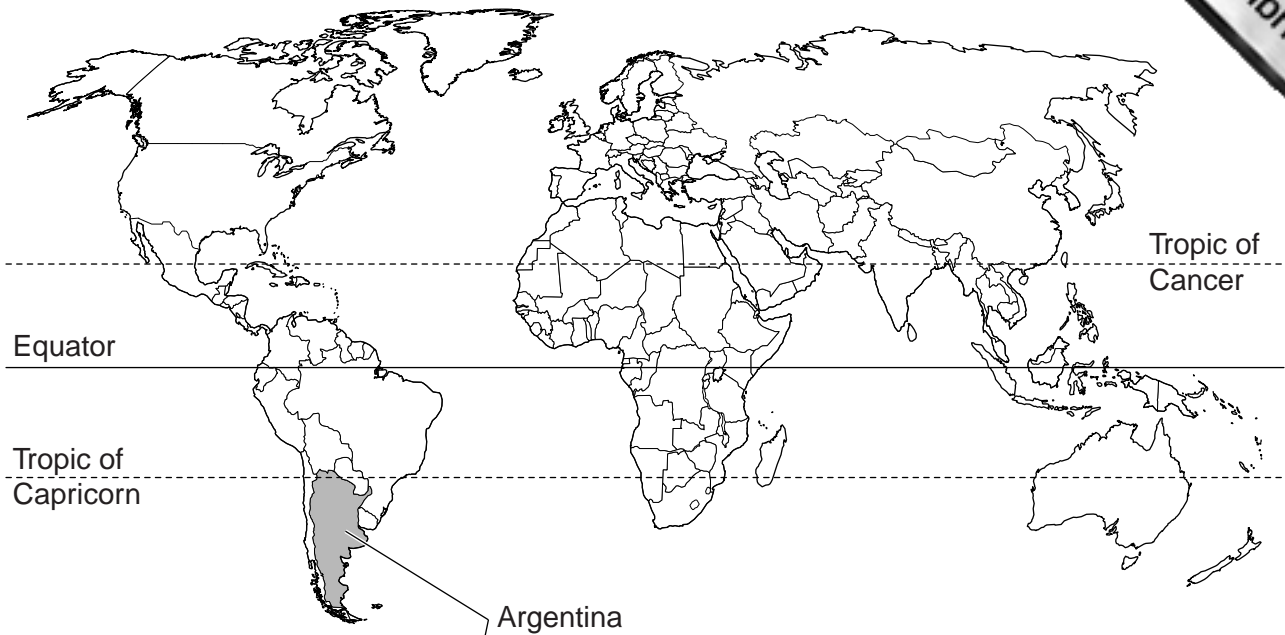 Tropic of
Cancer
Equator
Tropic of
Capricorn
Argentina